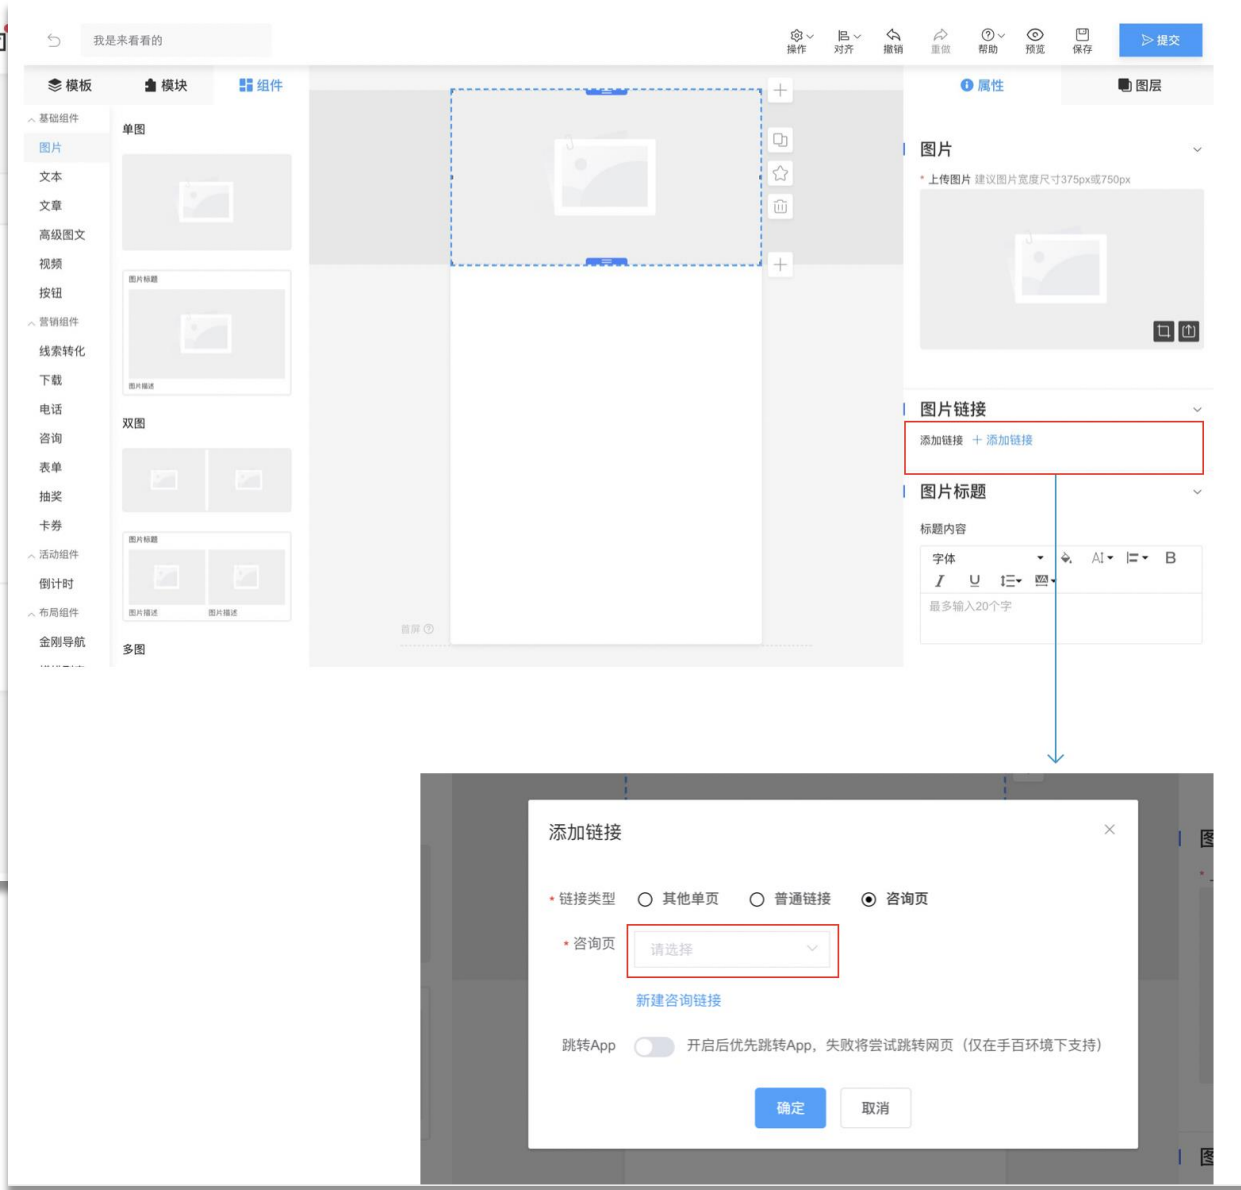 我是来看看的
操作
对齐
撤销
重做
帮助
预览
保存
提交
模板
模块
组件
属性
图层
基础组件
图片
文本
文章
高级图文
视频
按钮
营销组件
线索转化
下载
电话
咨询
表单
抽奖
卡券
活动组件
倒计时
布局组件
金刚导航
单图
图片标题
图片描述
双图
图片标题
图片描述 图片描述
多图
首屏
图片
* 上传图片 建议图片宽度尺寸375px或750px
图片链接
添加链接 + 添加链接
图片标题
标题内容
字体
AI B
I U VA
最多输入20个字
添加链接
* 链接类型 其他单页 普通链接 咨询页
* 咨询页 请选择
新建咨询链接
跳转App 开启后优先跳转App，失败将尝试跳转网页（仅在手百环境下支持）
确定 取消